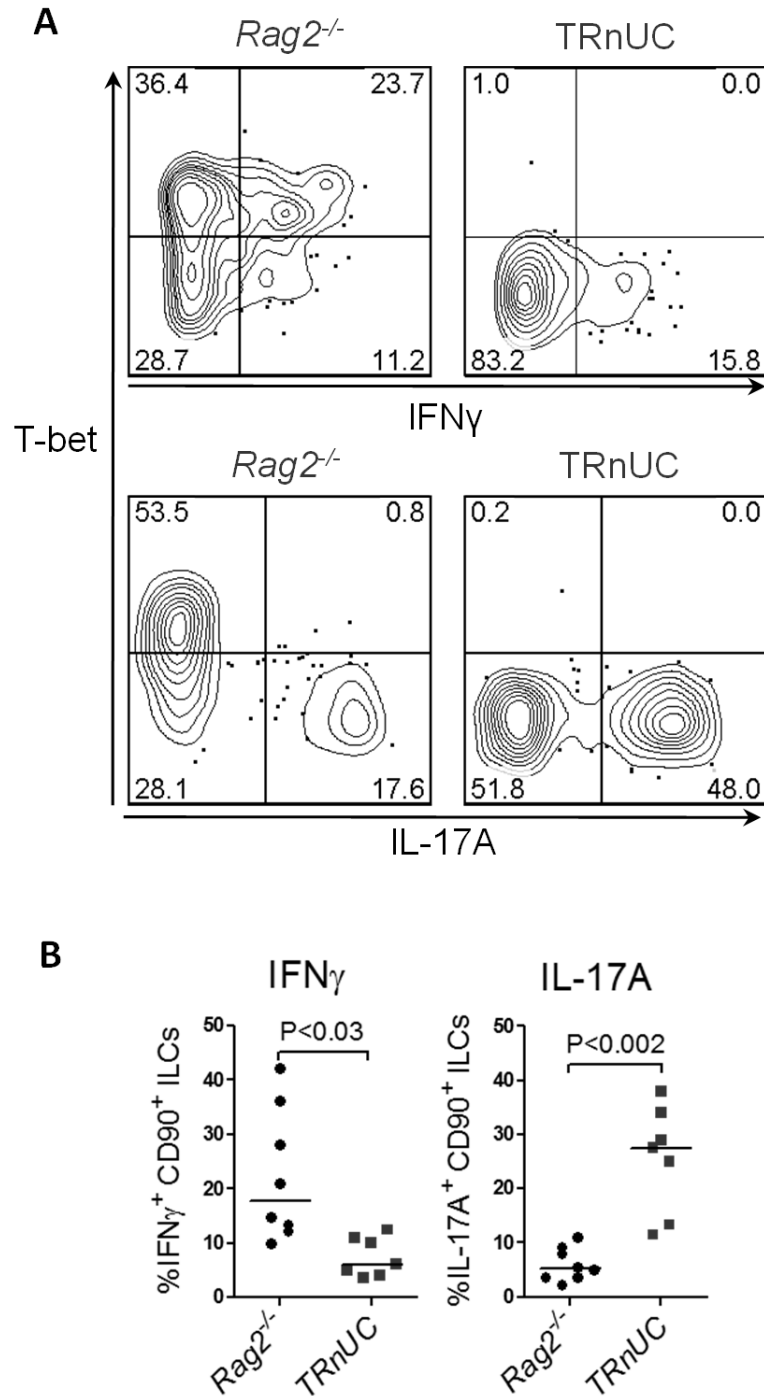 A
Rag2-/- TRnUC
36.4 23.7 1.0 0.0
28.7 11.2 83.2 15.8
IFNγ
T-bet
Rag2-/- TRnUC
53.5 0.8 0.2 0.0
28.1 17.6 51.8 48.0
IL-17A
B
IFNγ IL-17A
%IFNγ+ CD90+ ILCs
50
40
30
20
10
0
P<0.03
Rag2-/- TRnUC
%IL-17A+ CD90+ ILCs
50
40
30
20
10
0
P<0.002
Rag2-/- TRnUC